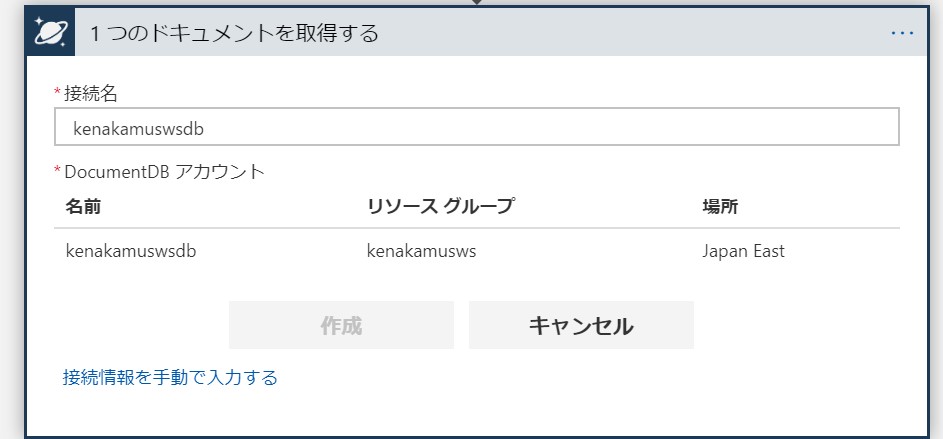 1 つのドキュメントを取得する ...
*接続名
kenakamuswsdb
*DocumentDB アカウント
名前 リソース グループ 場所
kenakamuswsdb kenakamusws Japan East
作成 キャンセル
接続情報を手動で入力する